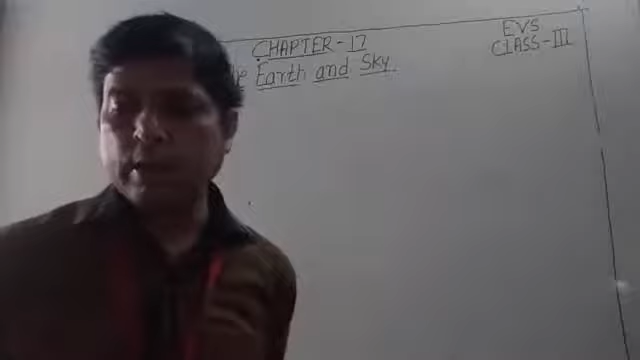 CHAPTER - 17
EVS
CLASS - III
Earth and Sky.